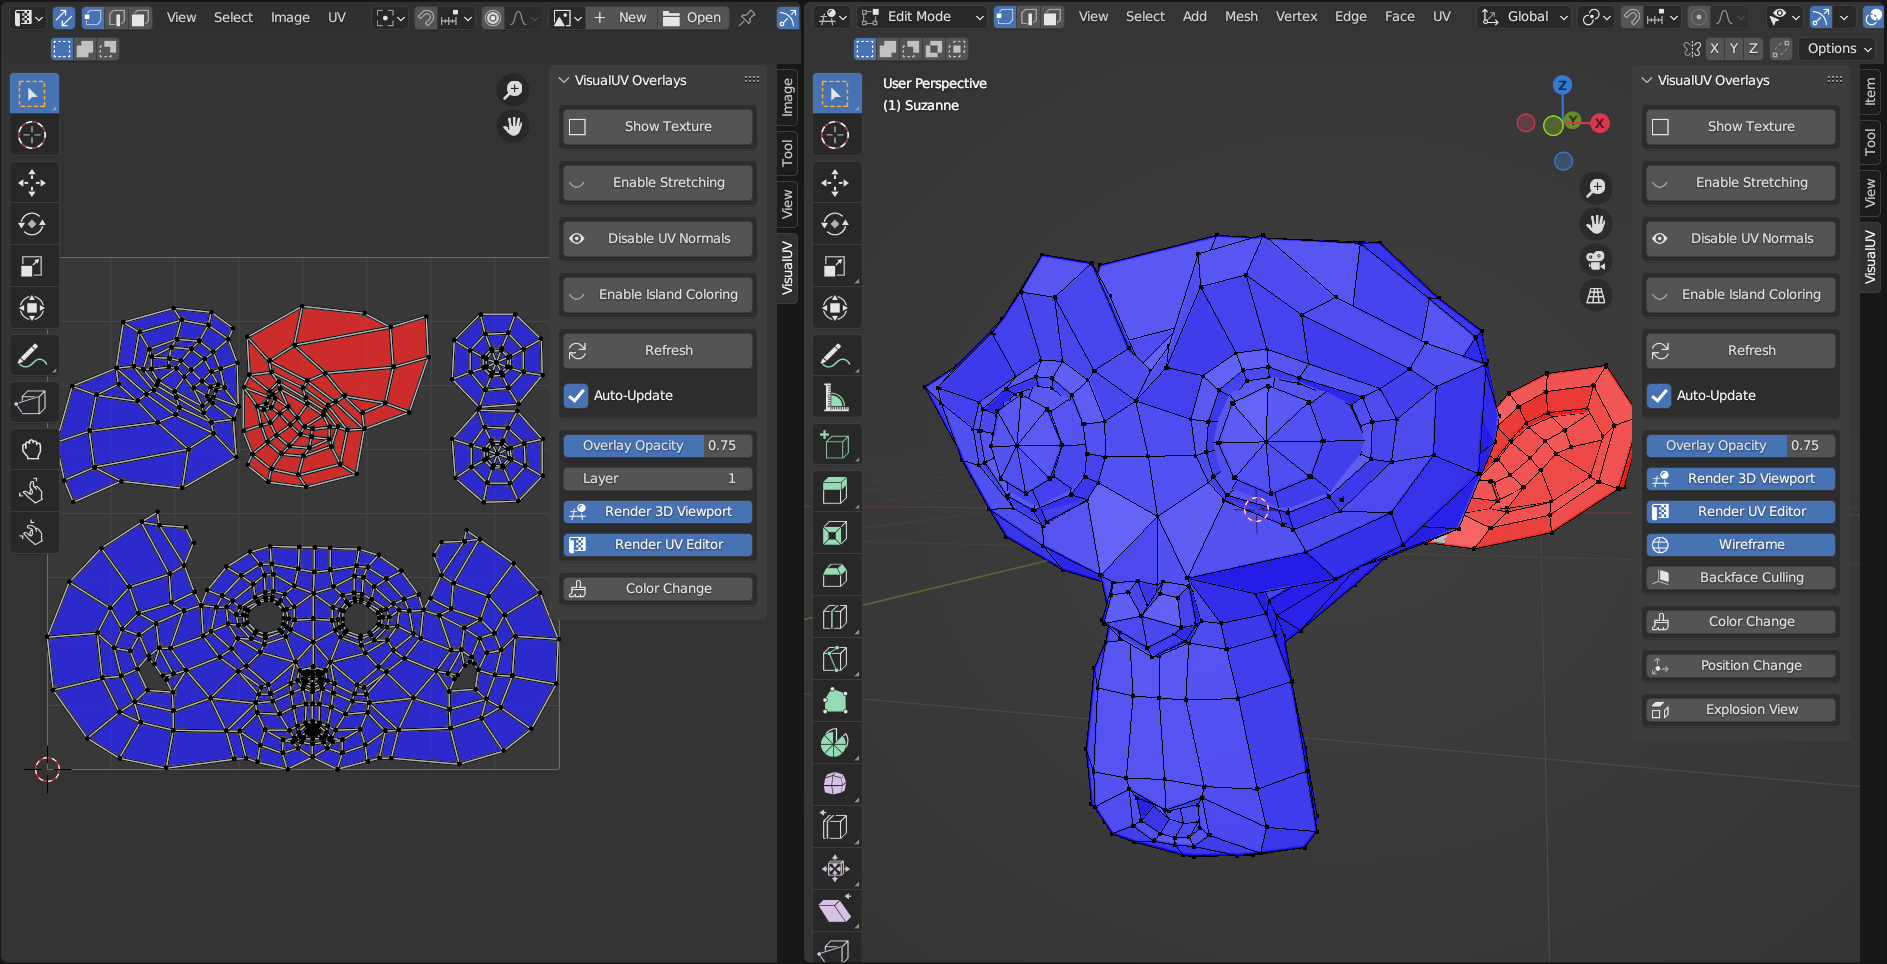 View Select Image UV New Open
Image
Tool
View
VisualUV
VisualUV Overlays
Show Texture
Enable Stretching
Disable UV Normals
Enable Island Coloring
Refresh
Auto-Update
Overlay Opacity 0.75
Layer 1
Render 3D Viewport
Render UV Editor
Color Change
Edit Mode View Select Add Mesh Vertex Edge Face UV Global
X Y Z Options
User Perspective
(1) Suzanne
Z
Y
X
VisualUV Overlays
Show Texture
Enable Stretching
Disable UV Normals
Enable Island Coloring
Refresh
Auto-Update
Overlay Opacity 0.75
Render 3D Viewport
Render UV Editor
Wireframe
Backface Culling
Color Change
Position Change
Explosion View
Item
Tool
View
VisualUV